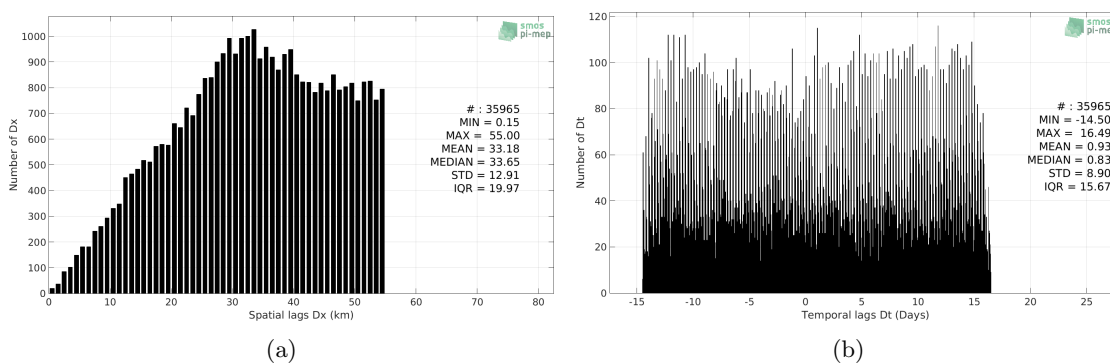 smos
pi-mep
1000
900
800
700
600
500
400
300
200
100
0
Number of Dx
# : 35965
MIN = 0.15
MAX = 55.00
MEAN = 33.18
MEDIAN = 33.65
STD = 12.91
IQR = 19.97
0 10 20 30 40 50 60 70 80
Spatial lags Dx (km)
(a)
smos
pi-mep
120
100
80
60
40
20
0
Number of Dt
# : 35965
MIN = -14.50
MAX = 16.49
MEAN = 0.93
MEDIAN = 0.83
STD = 8.90
IQR = 15.67
-15 -10 -5 0 5 10 15 20 25
Temporal lags Dt (Days)
(b)